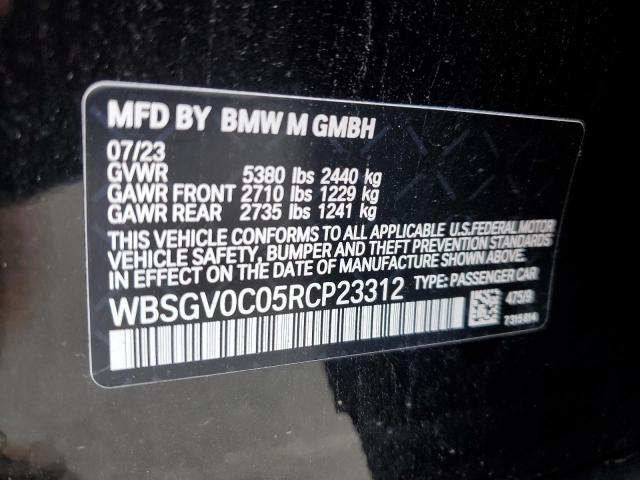 MFD BY BMW M GMBH
07/23
GVWR 5380 lbs 2440 kg
GAWR FRONT 2710 lbs 1229 kg
GAWR REAR 2735 lbs 1241 kg
THIS VEHICLE CONFORMS TO ALL APPLICABLE U.S.FEDERAL MOTOR
VEHICLE SAFETY, BUMPER AND THEFT PREVENTION STANDARDS
IN EFFECT ON THE DATE OF MANUFACTURE SHOWN ABOVE.
WBSGV0C05RCP23312 TYPE: PASSENGER CAR
475/9
7315814